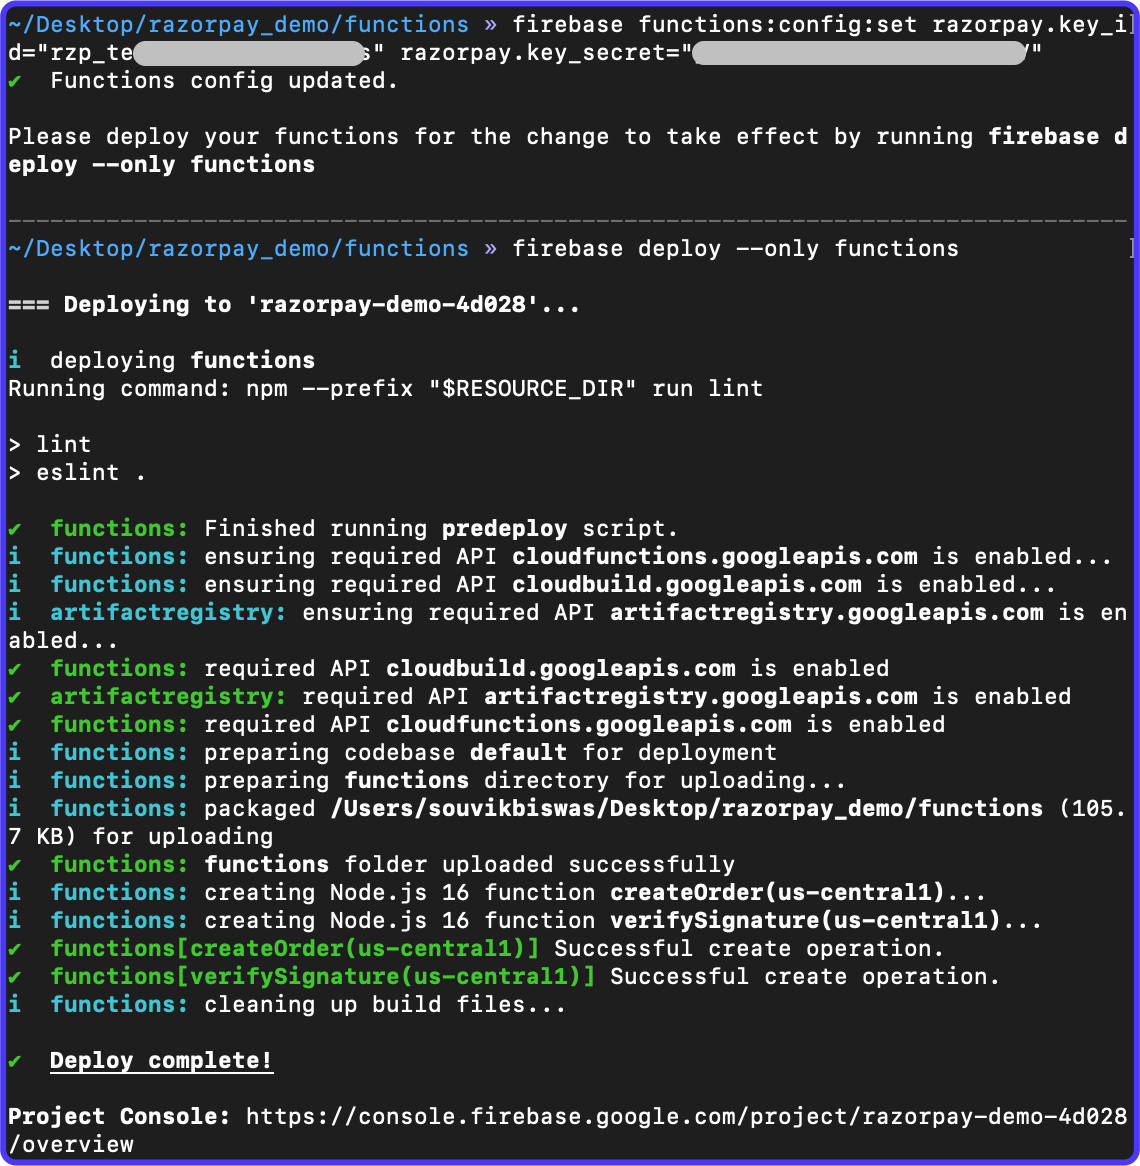 ~/Desktop/razorpay_demo/functions » firebase functions:config:set razorpay.key_i
d="rzp_te s" razorpay.key_secret=" /"
✔ Functions config updated.
Please deploy your functions for the change to take effect by running firebase d
eploy --only functions
~/Desktop/razorpay_demo/functions » firebase deploy --only functions ]
=== Deploying to 'razorpay-demo-4d028'...
i deploying functions
Running command: npm --prefix "$RESOURCE_DIR" run lint
> lint
> eslint .
✔ functions: Finished running predeploy script.
i functions: ensuring required API cloudfunctions.googleapis.com is enabled...
i functions: ensuring required API cloudbuild.googleapis.com is enabled...
i artifactregistry: ensuring required API artifactregistry.googleapis.com is en
abled...
✔ functions: required API cloudbuild.googleapis.com is enabled
✔ artifactregistry: required API artifactregistry.googleapis.com is enabled
✔ functions: required API cloudfunctions.googleapis.com is enabled
i functions: preparing codebase default for deployment
i functions: preparing functions directory for uploading...
i functions: packaged /Users/souvikbiswas/Desktop/razorpay_demo/functions (105.
7 KB) for uploading
✔ functions: functions folder uploaded successfully
i functions: creating Node.js 16 function createOrder(us-central1)...
i functions: creating Node.js 16 function verifySignature(us-central1)...
✔ functions[createOrder(us-central1)] Successful create operation.
✔ functions[verifySignature(us-central1)] Successful create operation.
i functions: cleaning up build files...
✔ Deploy complete!
Project Console: https://console.firebase.google.com/project/razorpay-demo-4d028
/overview